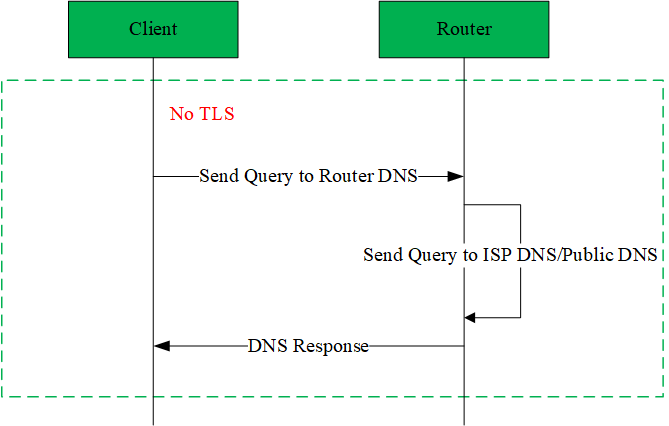 Client
Router
No TLS
Send Query to Router DNS
Send Query to ISP DNS/Public DNS
DNS Response